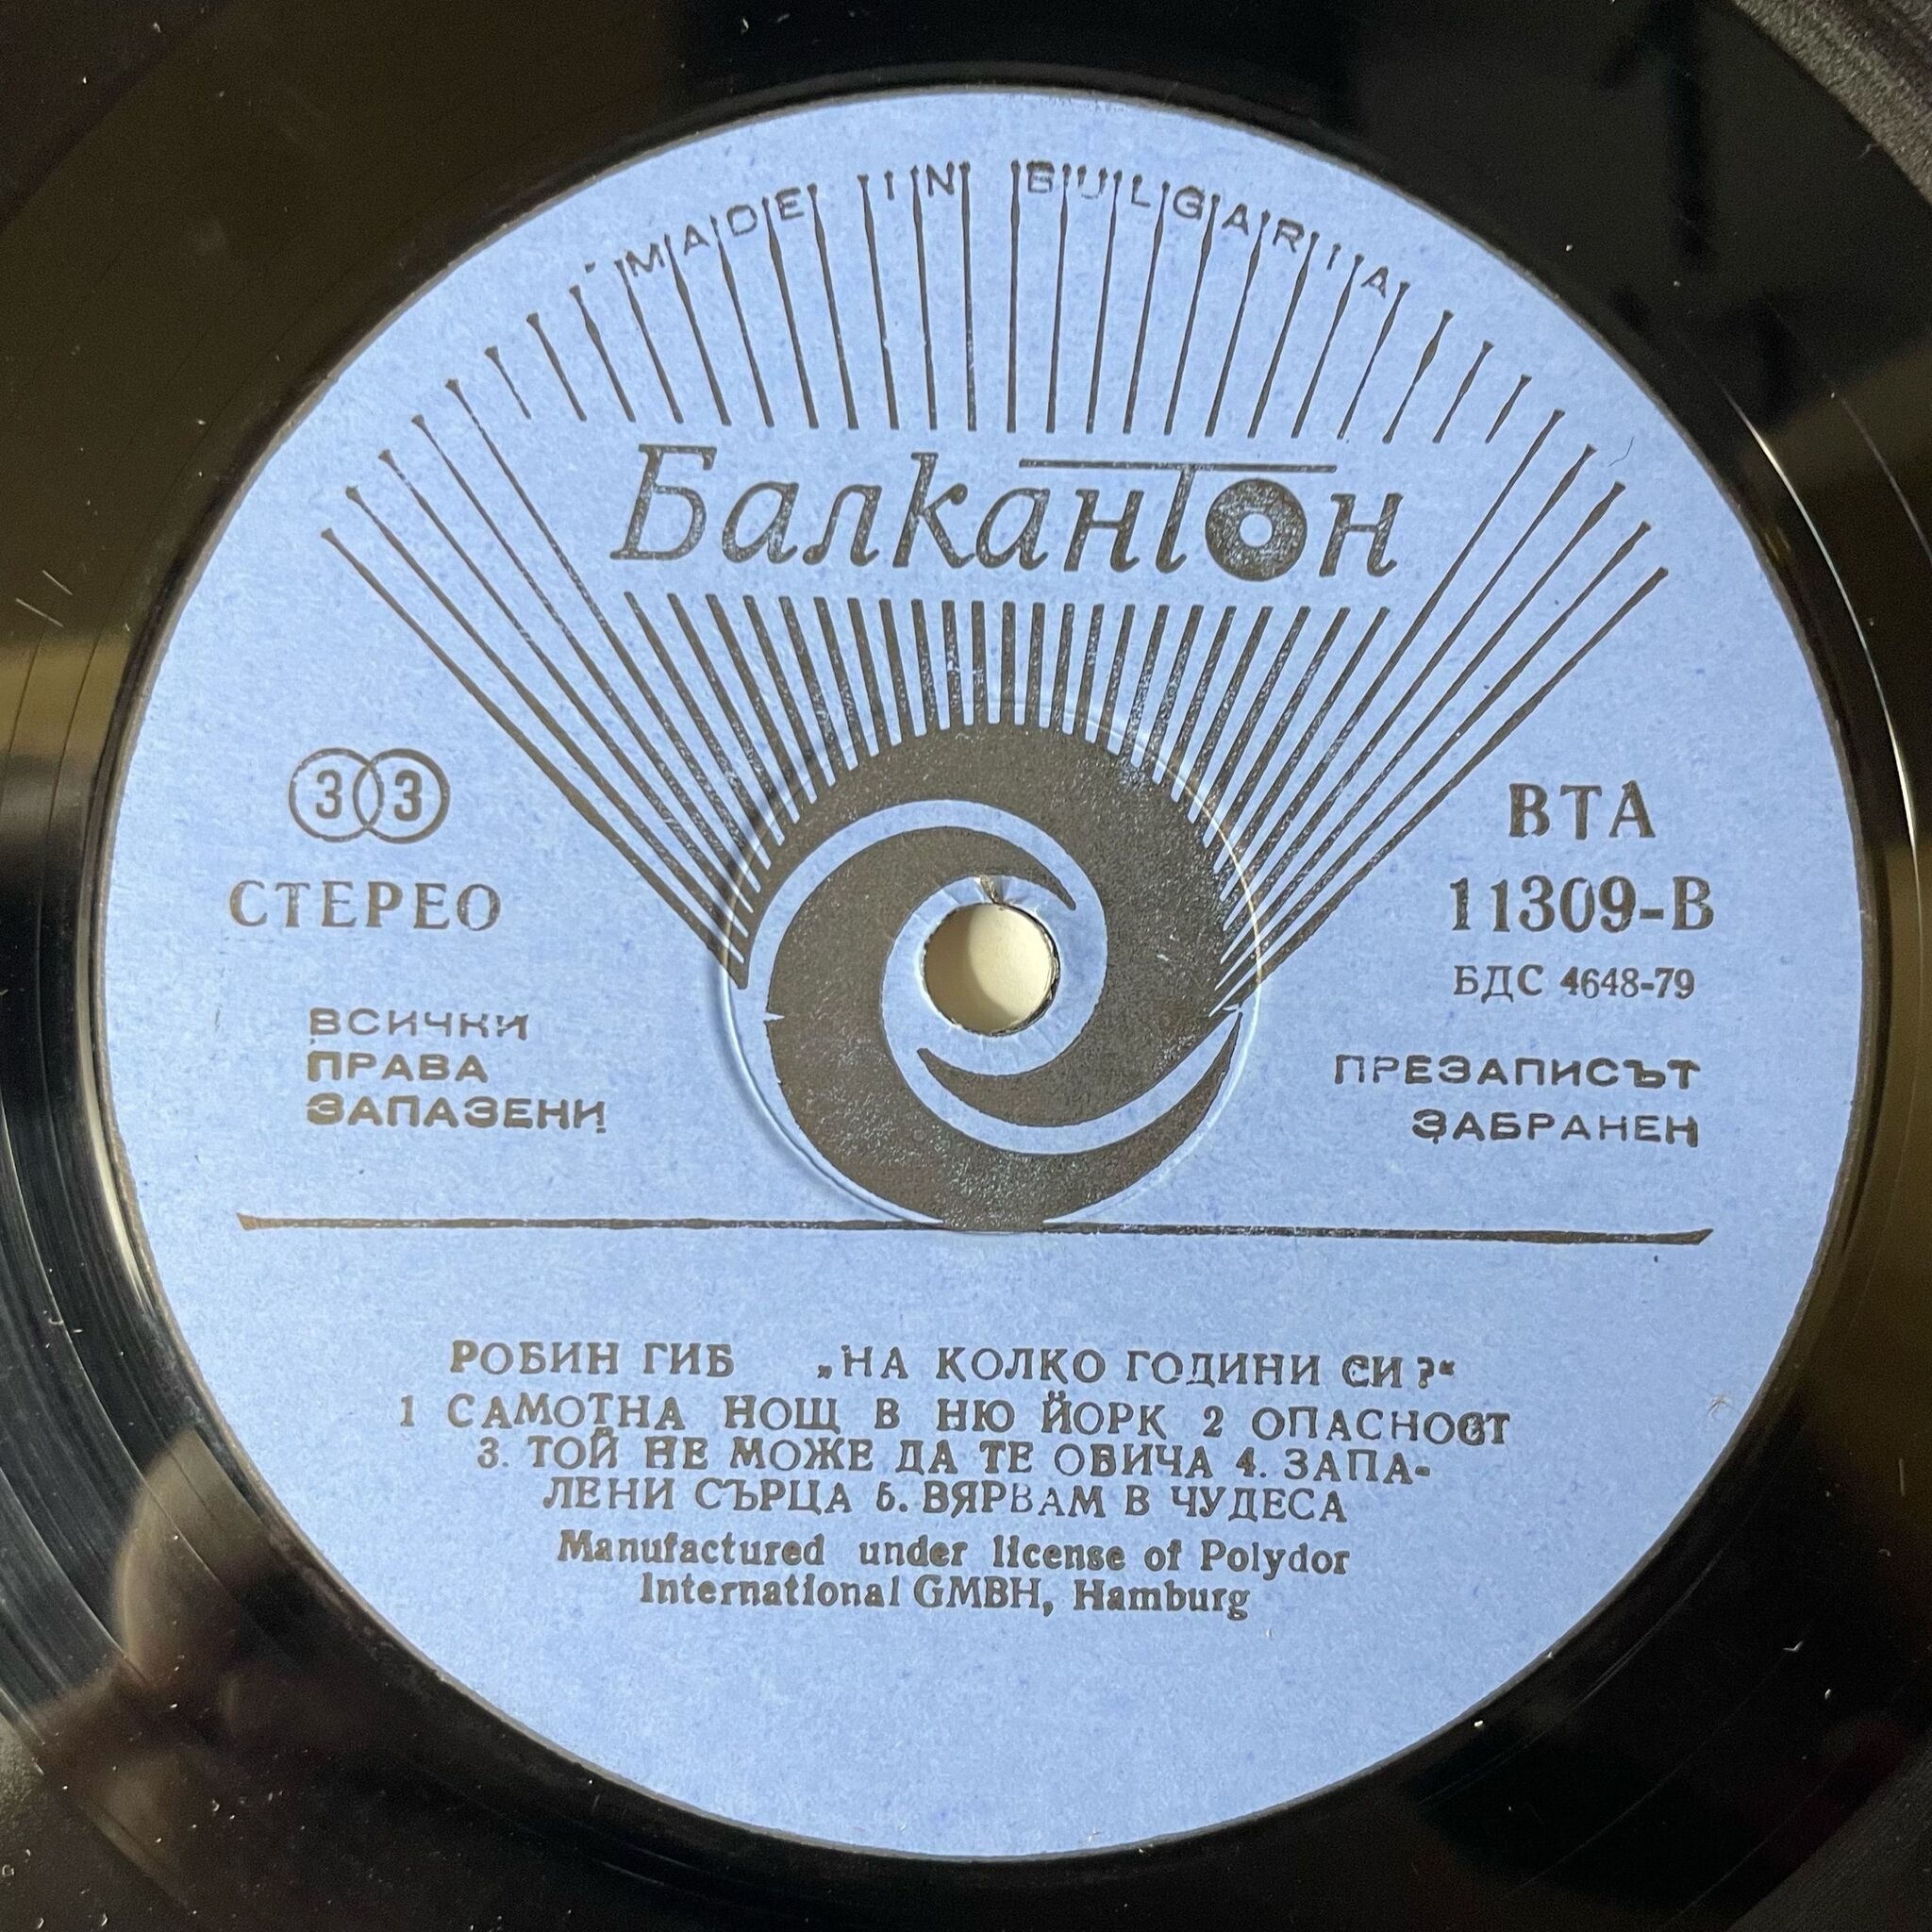 MADE IN BULGARIA
Балкантон
33
СТЕРЕО
ВСИЧКИ
ПРАВА
ЗАПАЗЕНИ
ВТА
11309-В
БДС 4648-79
ПРЕЗАПИСЪТ
ЗАБРАНЕН
РОБИН ГИБ „НА КОЛКО ГОДИНИ СИ?“
1 САМОТНА НОЩ В НЮ ЙОРК 2 ОПАСНОСТ
3. ТОЙ НЕ МОЖЕ ДА ТЕ ОБИЧА 4. ЗАПА-
ЛЕНИ СЪРЦА 5. ВЯРВАМ В ЧУДЕСА
Manufactured under license of Polydor
International GMBH, Hamburg